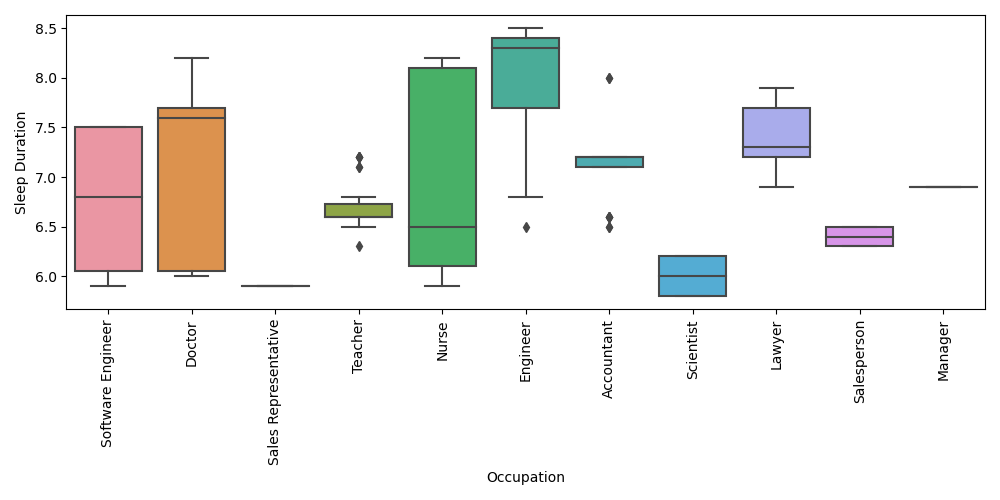 8.5
8.0
7.5
7.0
6.5
6.0
Sleep Duration
Software Engineer
Doctor
Sales Representative
Teacher
Nurse
Engineer
Accountant
Scientist
Lawyer
Salesperson
Manager
Occupation